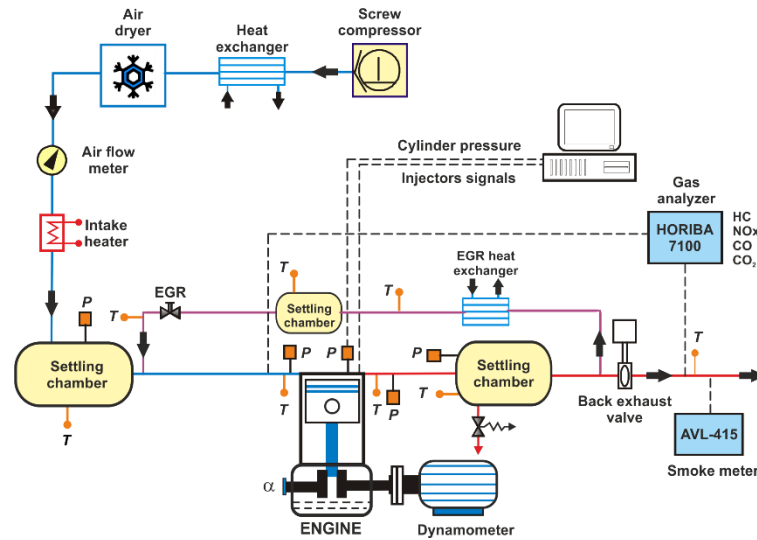 Air
dryer
Heat
exchanger
Screw
compressor
Air flow
meter
Cylinder pressure
Injectors signals
Gas
analyzer
HORIBA
7100
HC
NOx
CO
CO₂
Intake
heater
EGR heat
exchanger
T
EGR
T
T
P
Settling
chamber
T
Settling
chamber
P
P
P
Settling
chamber
T
T
T
P
T
Back exhaust
valve
AVL-415
Smoke meter
α
ENGINE
Dynamometer
T